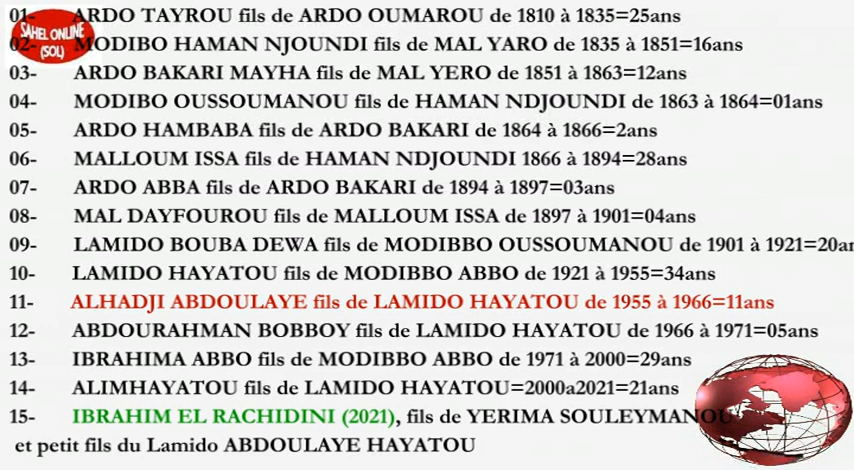 SAHEL ONLINE
(SOL)
01- ARDO TAYROU fils de ARDO OUMAROU de 1810 à 1835=25ans
02- MODIBO HAMAN NJOUNDI fils de MAL YARO de 1835 à 1851=16ans
03- ARDO BAKARI MAYHA fils de MAL YERO de 1851 à 1863=12ans
04- MODIBO OUSSOUMANOU fils de HAMAN NDJOUNDI de 1863 à 1864=01ans
05- ARDO HAMBABA fils de ARDO BAKARI de 1864 à 1866=2ans
06- MALLOUM ISSA fils de HAMAN NDJOUNDI 1866 à 1894=28ans
07- ARDO ABBA fils de ARDO BAKARI de 1894 à 1897=03ans
08- MAL DAYFOUROU fils de MALLOUM ISSA de 1897 à 1901=04ans
09- LAMIDO BOUBA DEWA fils de MODIBBO OUSSOUMANOU de 1901 à 1921=20an
10- LAMIDO HAYATOU fils de MODIBBO ABBO de 1921 à 1955=34ans
11- ALHADJI ABDOULAYE fils de LAMIDO HAYATOU de 1955 à 1966=11ans
12- ABDOURAHMAN BOBBOY fils de LAMIDO HAYATOU de 1966 à 1971=05ans
13- IBRAHIMA ABBO fils de MODIBBO ABBO de 1971 à 2000=29ans
14- ALIMHAYATOU fils de LAMIDO HAYATOU=2000a2021=21ans
15- IBRAHIM EL RACHIDINI (2021), fils de YERIMA SOULEYMANOU
et petit fils du Lamido ABDOULAYE HAYATOU